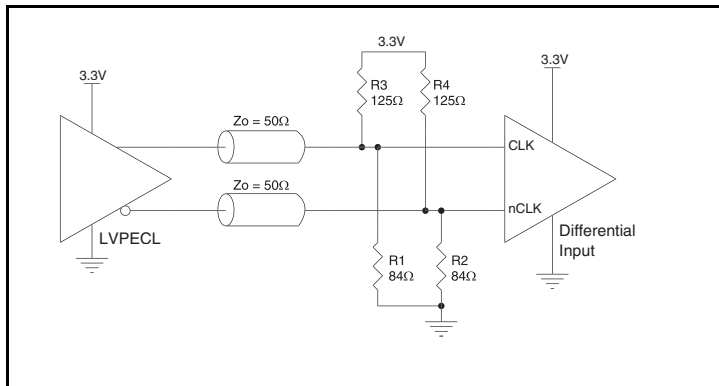 3.3V
3.3V
3.3V
R3
125Ω
R4
125Ω
Zo = 50Ω
CLK
Zo = 50Ω
nCLK
LVPECL
Differential
Input
R1
84Ω
R2
84Ω